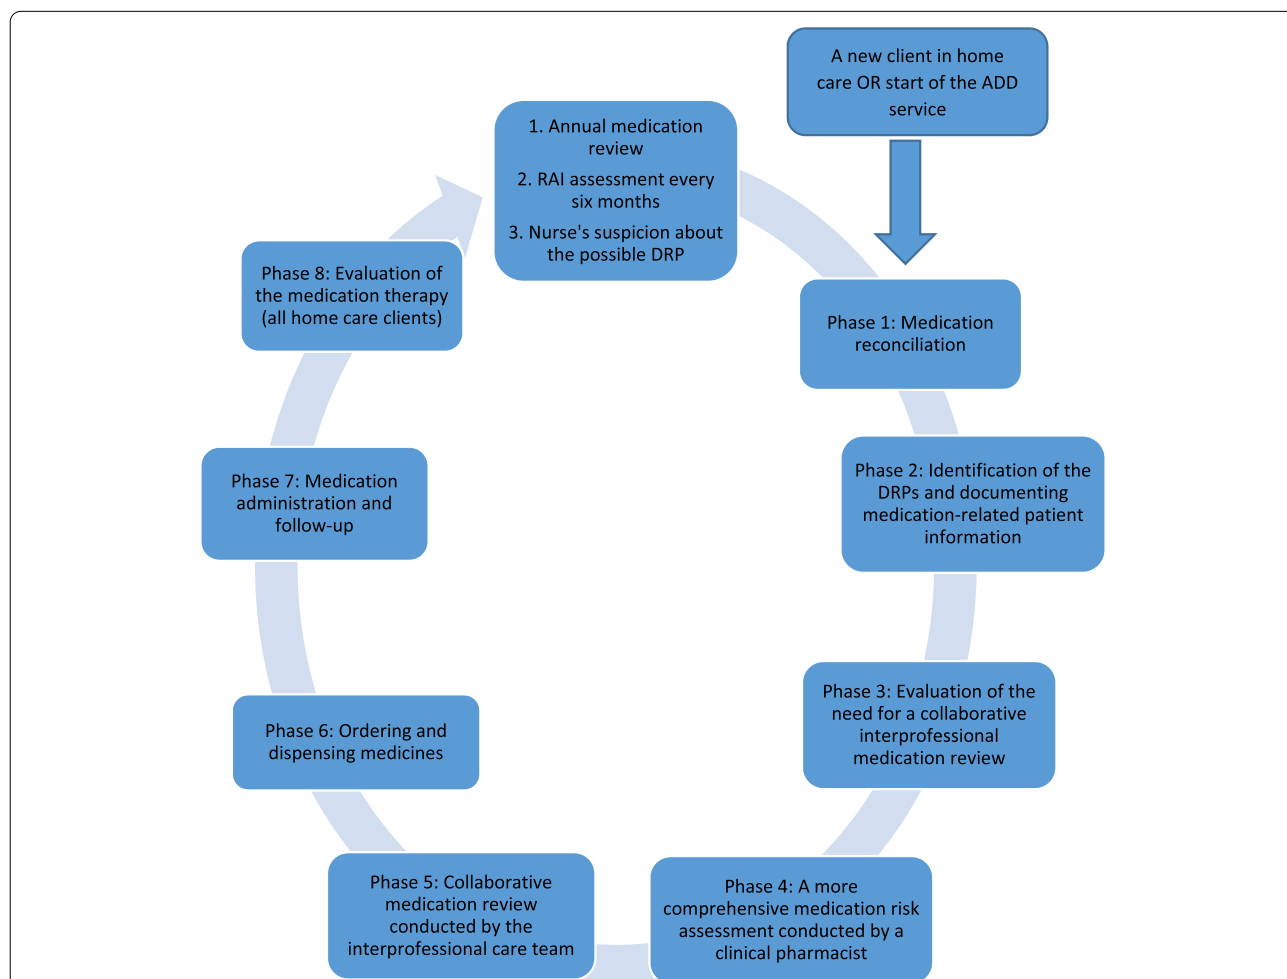 A new client in home
care OR start of the ADD
service
1. Annual medication
review
2. RAI assessment every
six months
3. Nurse's suspicion about
the possible DRP
Phase 1: Medication
reconciliation
Phase 2: Identification of the
DRPs and documenting
medication-related patient
information
Phase 3: Evaluation of the
need for a collaborative
interprofessional
medication review
Phase 4: A more
comprehensive medication risk
assessment conducted by a
clinical pharmacist
Phase 5: Collaborative
medication review
conducted by the
interprofessional care team
Phase 6: Ordering and
dispensing medicines
Phase 7: Medication
administration and
follow-up
Phase 8: Evaluation of
the medication therapy
(all home care clients)